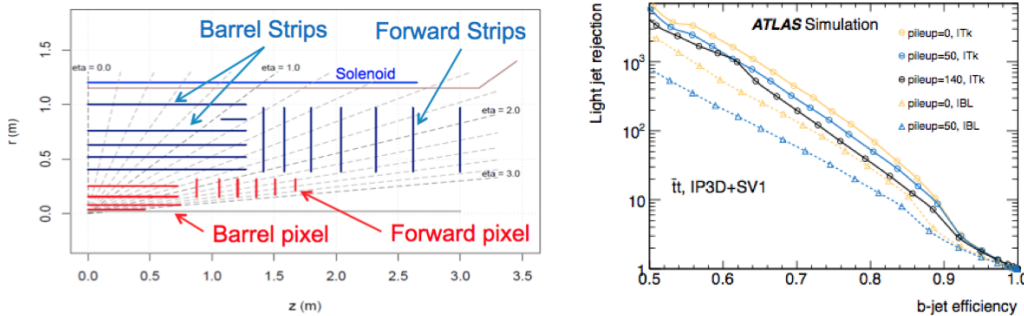 Barrel Strips
Forward Strips
Solenoid
eta = 0.0
eta = 1.0
eta = 2.0
eta = 3.0
Barrel pixel
Forward pixel
r (m)
1.5
1.0
0.5
0.0
0.0 0.5 1.0 1.5 2.0 2.5 3.0 3.5
z (m)
ATLAS Simulation
pileup=0, ITk
pileup=50, ITk
pileup=140, ITk
pileup=0, IBL
pileup=50, IBL
t̄t, IP3D+SV1
Light jet rejection
10³
10²
10
1
0.5 0.6 0.7 0.8 0.9 1.0
b-jet efficiency